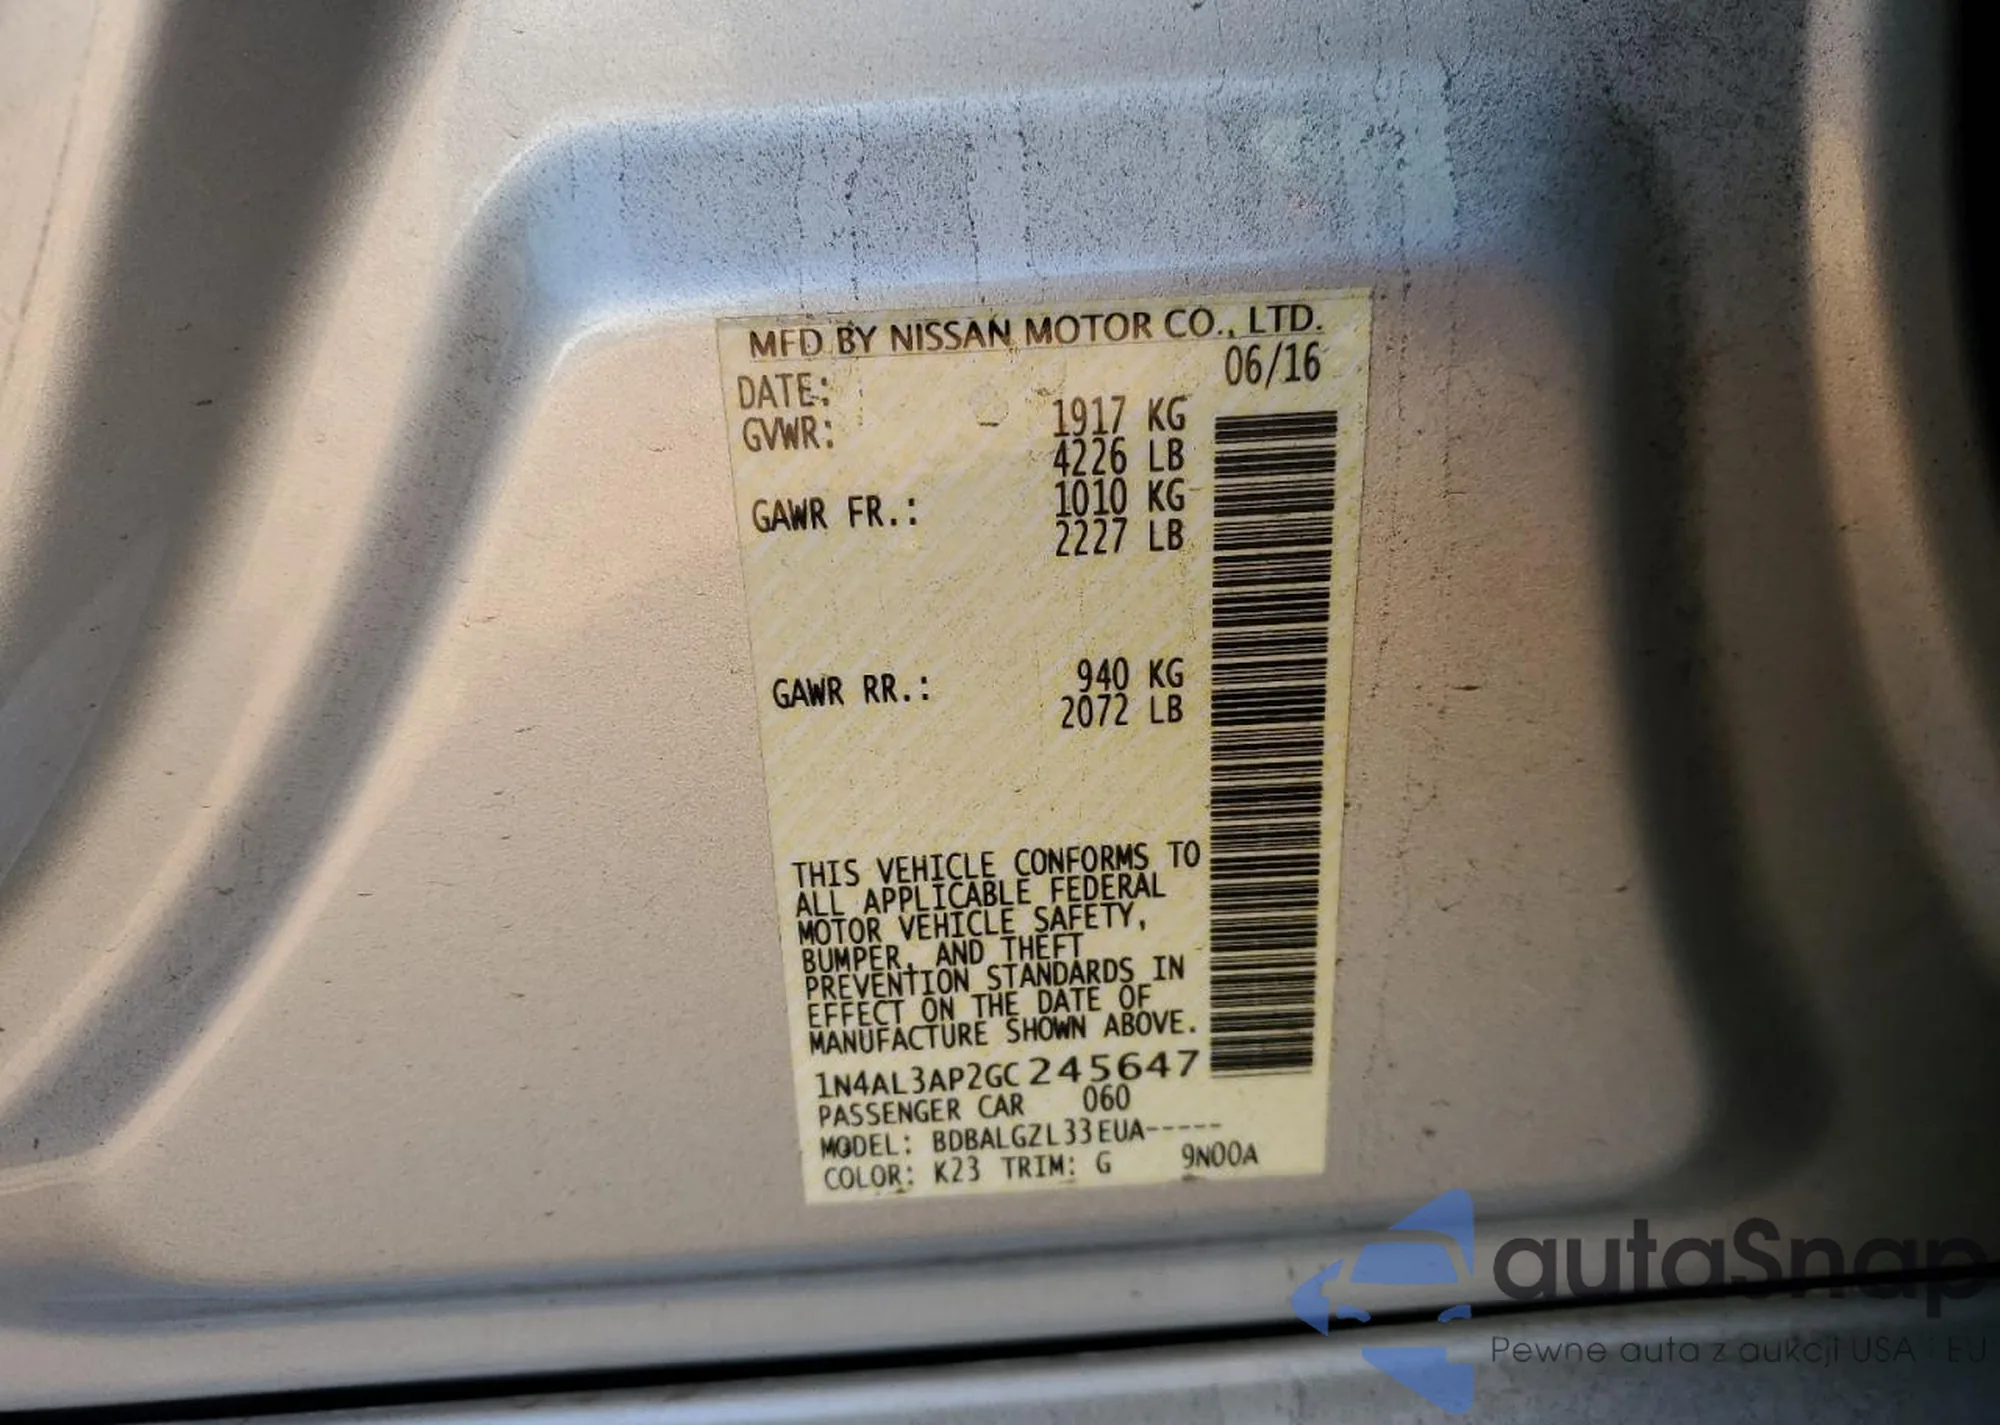 MFD BY NISSAN MOTOR CO., LTD.
DATE: 06/16
GVWR: 1917 KG
4226 LB
GAWR FR.: 1010 KG
2227 LB
GAWR RR.: 940 KG
2072 LB
THIS VEHICLE CONFORMS TO
ALL APPLICABLE FEDERAL
MOTOR VEHICLE SAFETY,
BUMPER, AND THEFT
PREVENTION STANDARDS IN
EFFECT ON THE DATE OF
MANUFACTURE SHOWN ABOVE.
1N4AL3AP2GC245647
PASSENGER CAR 060
MODEL: BDBALGZL33EUA-----
COLOR: K23 TRIM: G 9N00A
autaSnap
Pewne auta z aukcji USA i EU